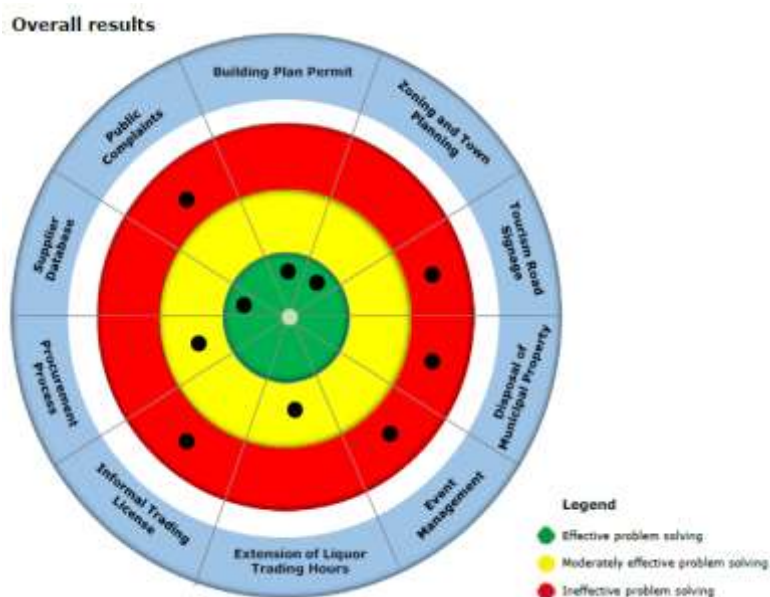 Overall results
Building Plan Permit
Zoning and Town
Planning
Tourism Road
Signage
Disposal of
Municipal Property
Event
Management
Extension of Liquor
Trading Hours
Informal Trading
License
Procurement
Process
Supplier
Database
Public
Complaints
Legend
Effective problem solving
Moderately effective problem solving
Ineffective problem solving